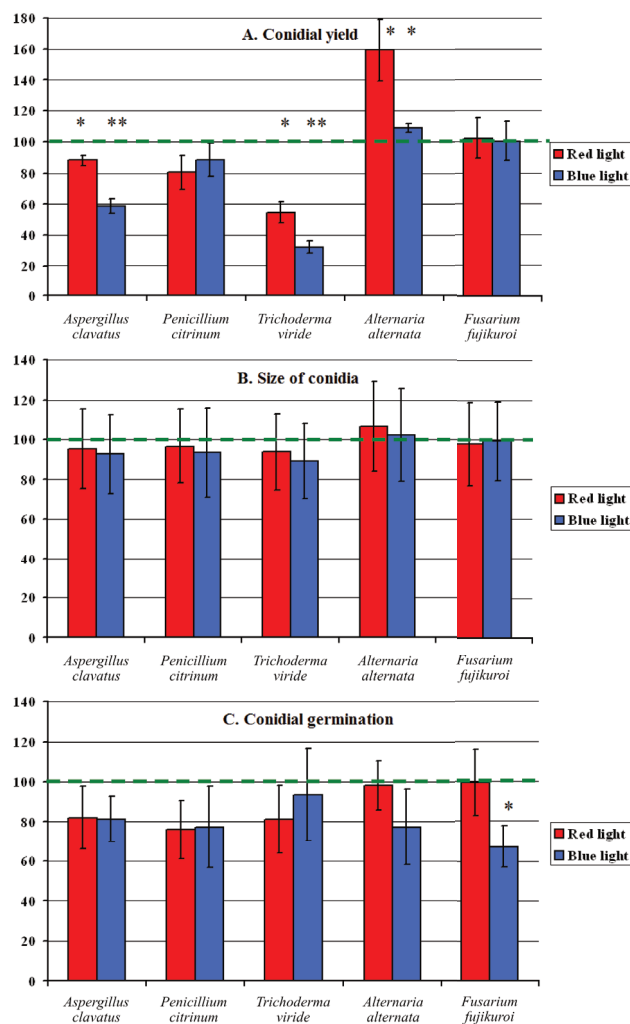 A. Conidial yield
180
160
140
120
100
80
60
40
20
0
* ** * ** * *
Aspergillus clavatus
Penicillium citrinum
Trichoderma viride
Alternaria alternata
Fusarium fujikuroi
Red light
Blue light
B. Size of conidia
140
120
100
80
60
40
20
0
Aspergillus clavatus
Penicillium citrinum
Trichoderma viride
Alternaria alternata
Fusarium fujikuroi
Red light
Blue light
C. Conidial germination
140
120
100
80
60
40
20
0
*
Aspergillus clavatus
Penicillium citrinum
Trichoderma viride
Alternaria alternata
Fusarium fujikuroi
Red light
Blue light